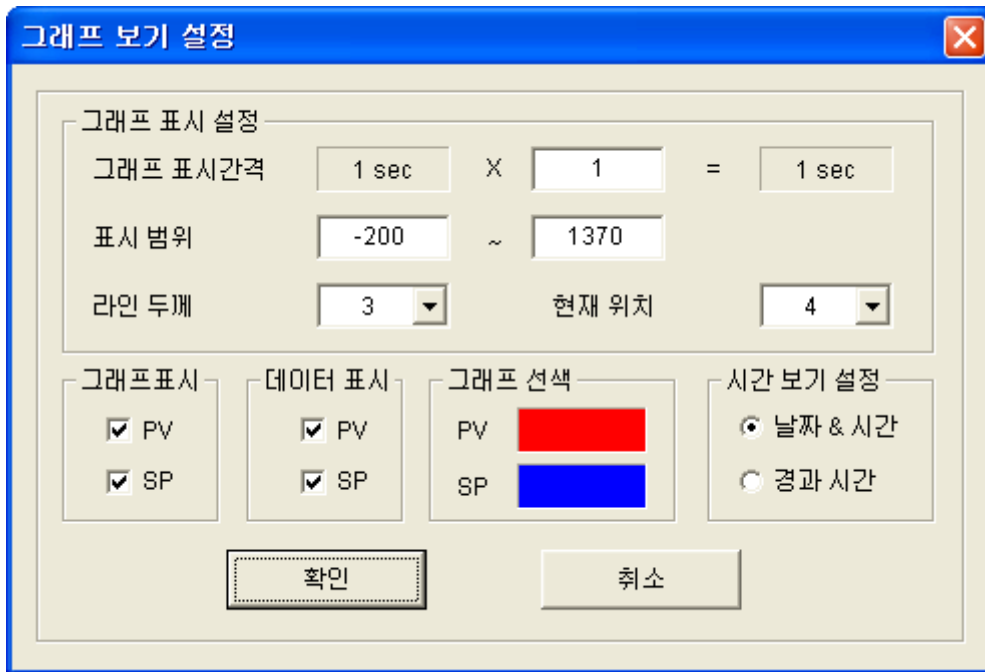 그래프 보기 설정
그래프 표시 설정
그래프 표시간격 1 sec X 1 = 1 sec
표시 범위 -200 ~ 1370
라인 두께 3 현재 위치 4
그래프표시 데이터 표시 그래프 선색 시간 보기 설정
PV PV PV 날짜 & 시간
SP SP SP 경과 시간
확인 취소